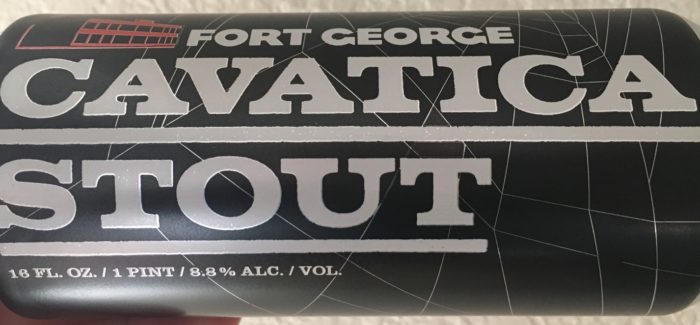 FORT GEORGE
CAVATICA
STOUT
16 FL. OZ. / 1 PINT / 8.8% ALC. / VOL.